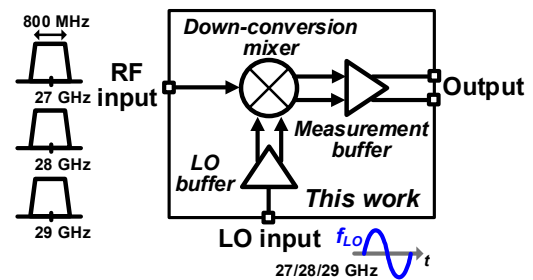 800 MHz
27 GHz
28 GHz
29 GHz
RF
input
Down-conversion
mixer
Measurement
buffer
Output
LO
buffer
This work
LO input
fLO
t
27/28/29 GHz